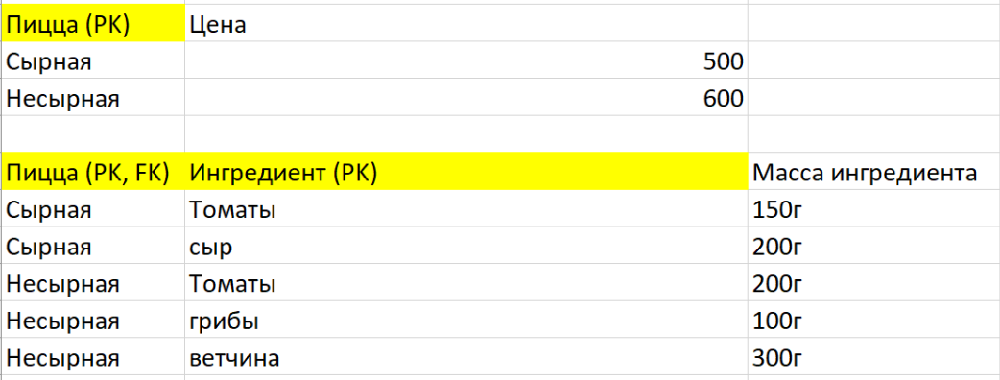 Пицца (PK) Цена
Сырная 500
Несырная 600
Пицца (PK, FK) Ингредиент (PK) Масса ингредиента
Сырная Томаты 150г
Сырная сыр 200г
Несырная Томаты 200г
Несырная грибы 100г
Несырная ветчина 300г